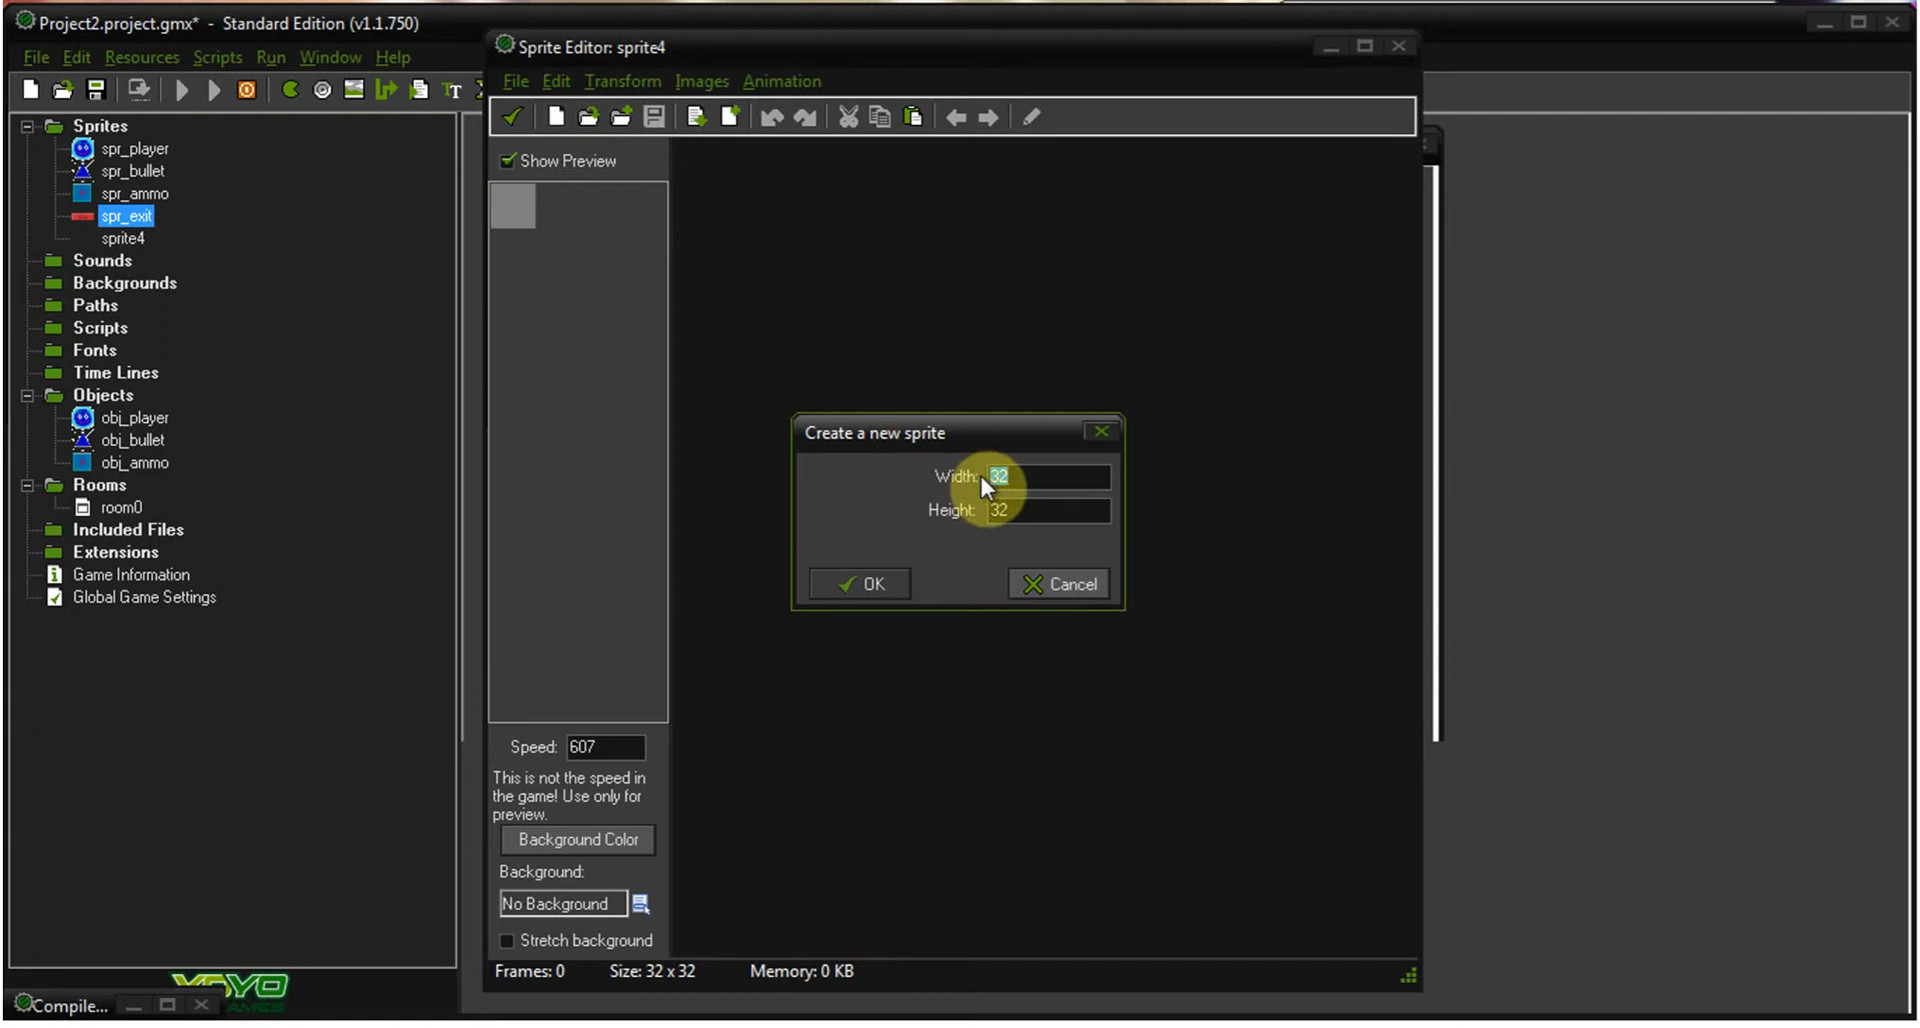 Project2.project.gmx* - Standard Edition (v1.1.750)
File Edit Resources Scripts Run Window Help
Sprites
spr_player
spr_bullet
spr_ammo
spr_exit
sprite4
Sounds
Backgrounds
Paths
Scripts
Fonts
Time Lines
Objects
obj_player
obj_bullet
obj_ammo
Rooms
room0
Included Files
Extensions
Game Information
Global Game Settings
YOYO
GAMES
Compile...
Sprite Editor: sprite4
File Edit Transform Images Animation
Show Preview
Speed: 607
This is not the speed in
the game! Use only for
preview.
Background Color
Background:
No Background
Stretch background
Frames: 0 Size: 32 x 32 Memory: 0 KB
Create a new sprite
Width: 32
Height: 32
OK Cancel